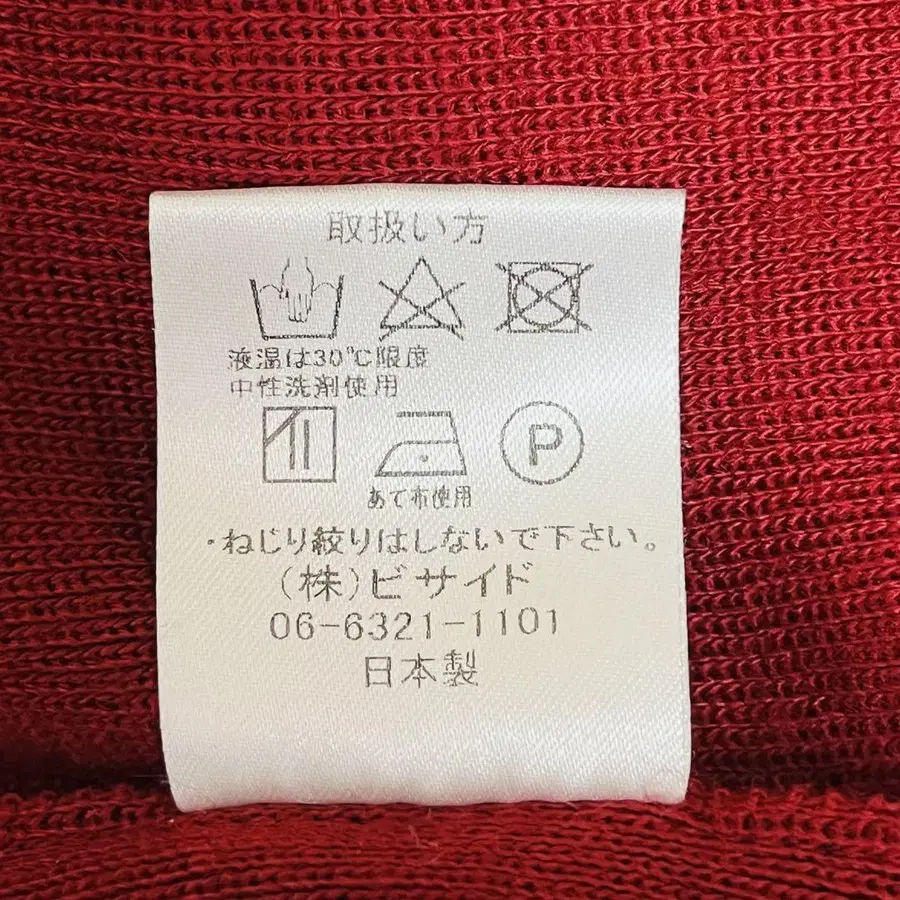 取扱い方
液温は30℃限度
中性洗剤使用
P
あて布使用
・ねじり絞りはしないで下さい。
(株)ビサイド
06-6321-1101
日本製